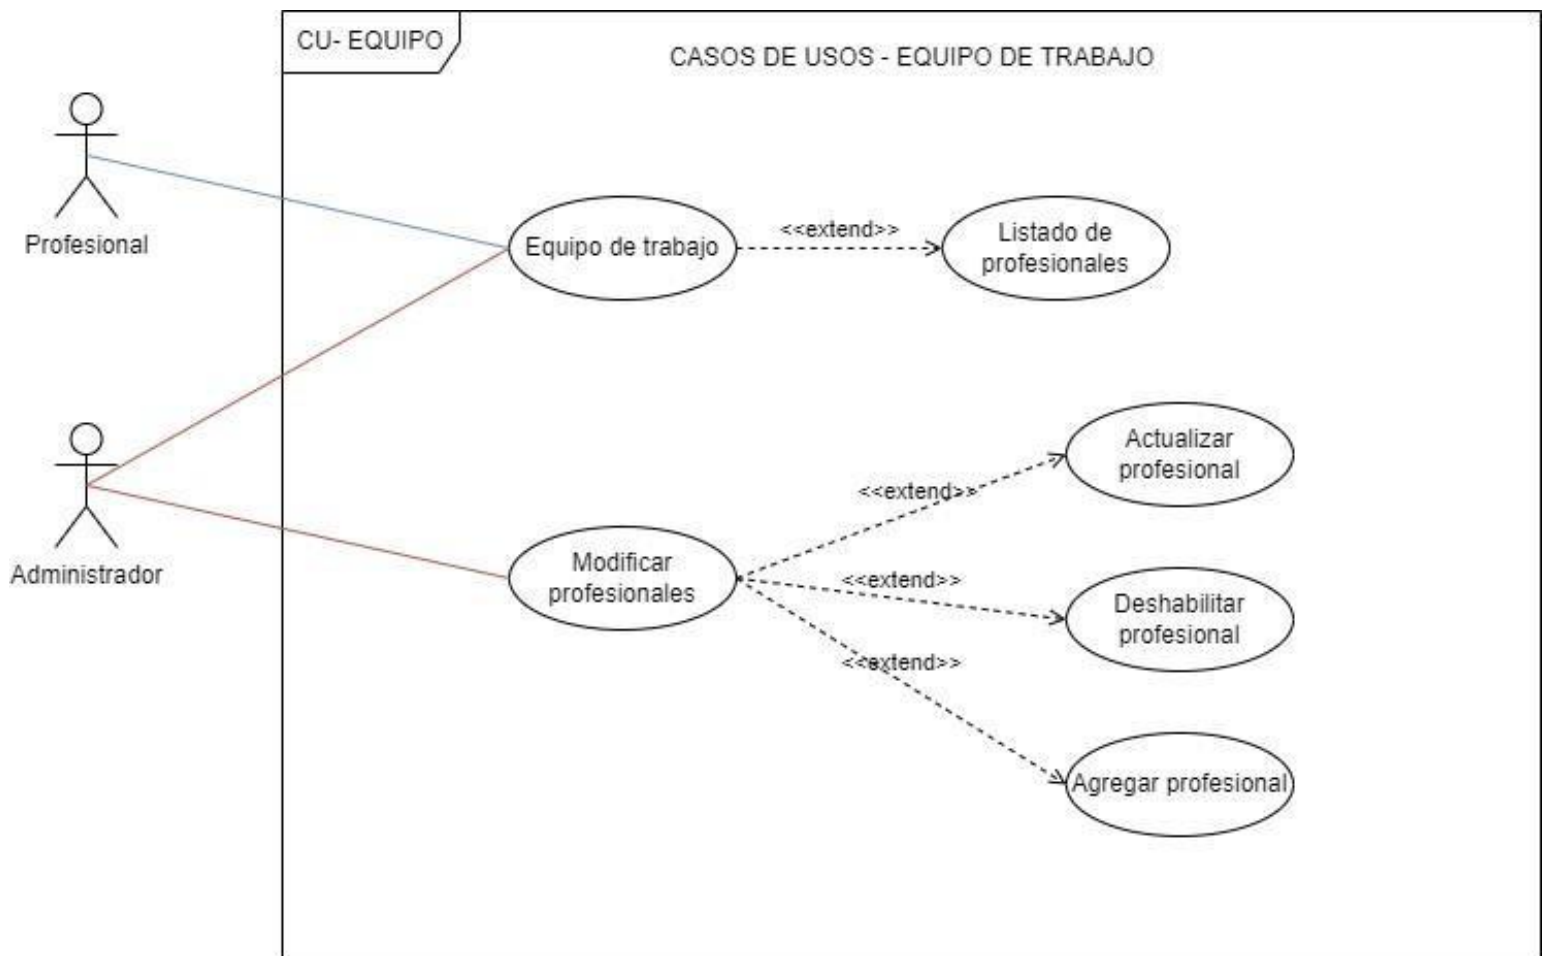 CU- EQUIPO
CASOS DE USOS - EQUIPO DE TRABAJO
Profesional
Equipo de trabajo
<<extend>>
Listado de
profesionales
Administrador
Modificar
profesionales
<<extend>>
Actualizar
profesional
<<extend>>
Deshabilitar
profesional
<<extend>>
Agregar profesional